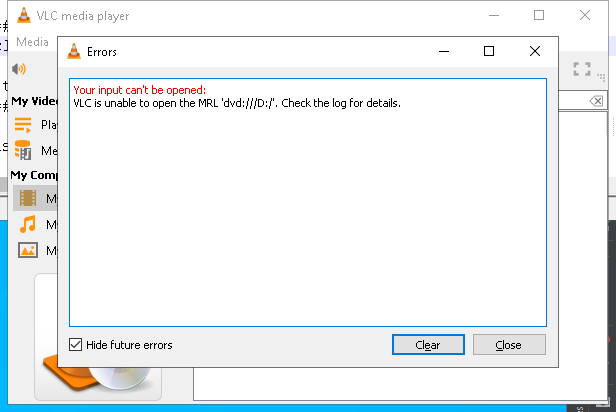 VLC media player
Media
Errors
Your input can't be opened:
VLC is unable to open the MRL 'dvd:///D:/'. Check the log for details.
My Video
Play
Me
My Comp
My
My
My
Hide future errors
Clear
Close